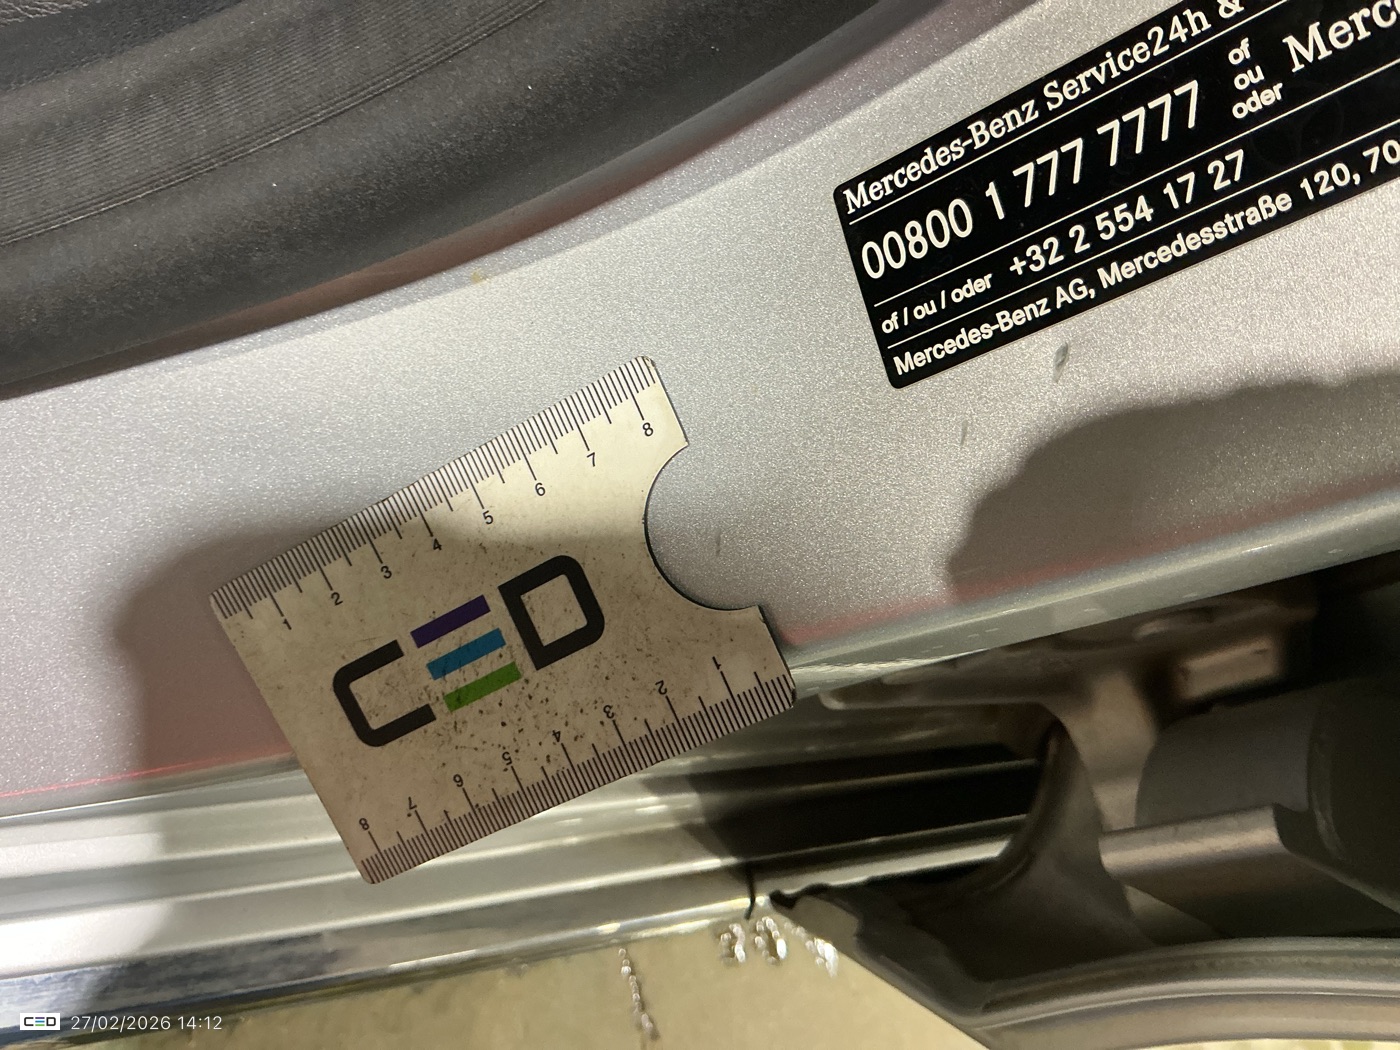 Mercedes-Benz Service24h &
00800 1 777 7777
of
ou
oder
Merc
of / ou / oder +32 2 554 17 27
Mercedes-Benz AG, Mercedesstraße 120, 70
1 2 3 4 5 6 7 8
CED
1 2 3 4 5 6 7 8
CED 27/02/2026 14:12